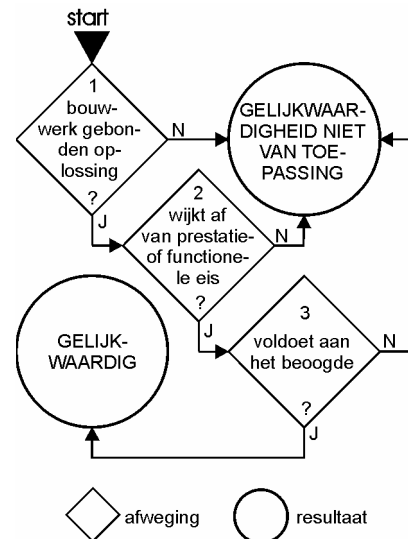 start
1
bouw-
werk gebon-
den op-
lossing
?
N
J
GELIJKWAAR-
DIGHEID NIET
VAN TOE-
PASSING
2
wijkt af
van prestatie-
of functione-
le eis
?
N
J
3
voldoet aan
het beoogde
?
N
J
GELIJK-
WAARDIG
afweging
resultaat